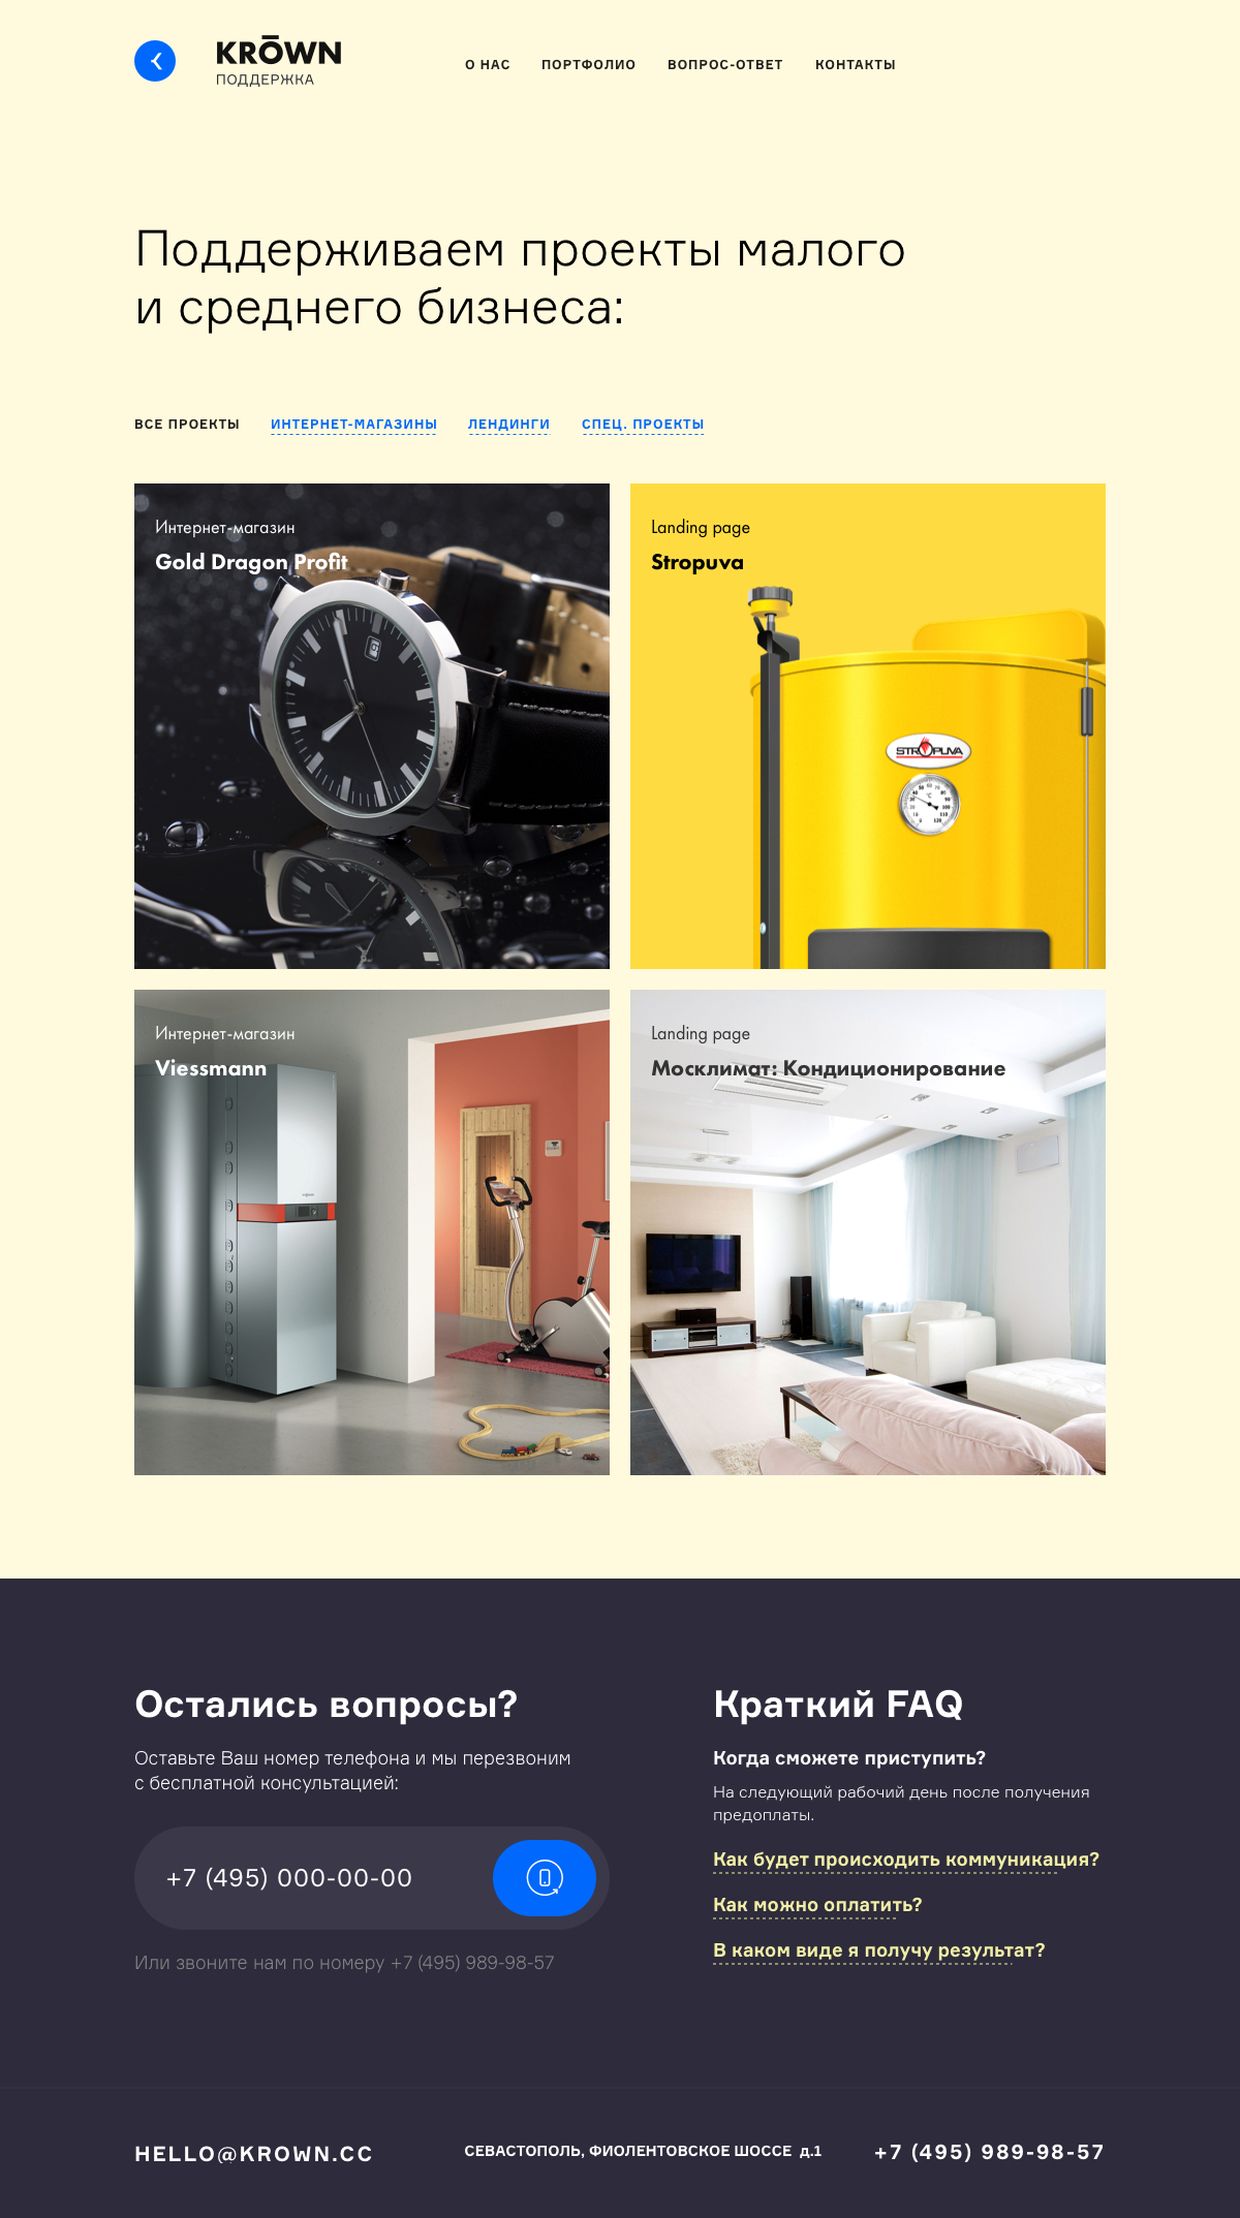 KRŌWN
ПОДДЕРЖКА
О НАС ПОРТФОЛИО ВОПРОС-ОТВЕТ КОНТАКТЫ
Поддерживаем проекты малого
и среднего бизнеса:
ВСЕ ПРОЕКТЫ ИНТЕРНЕТ-МАГАЗИНЫ ЛЕНДИНГИ СПЕЦ. ПРОЕКТЫ
Интернет-магазин
Gold Dragon Profit
Landing page
Stropuva
STROPUVA
Интернет-магазин
Viessmann
Landing page
Москлимат: Кондиционирование
Остались вопросы?
Оставьте Ваш номер телефона и мы перезвоним
с бесплатной консультацией:
+7 (495) 000-00-00
Или звоните нам по номеру +7 (495) 989-98-57
Краткий FAQ
Когда сможете приступить?
На следующий рабочий день после получения
предоплаты.
Как будет происходить коммуникация?
Как можно оплатить?
В каком виде я получу результат?
HELLO@KROWN.CC
СЕВАСТОПОЛЬ, ФИОЛЕНТОВСКОЕ ШОССЕ д.1
+7 (495) 989-98-57